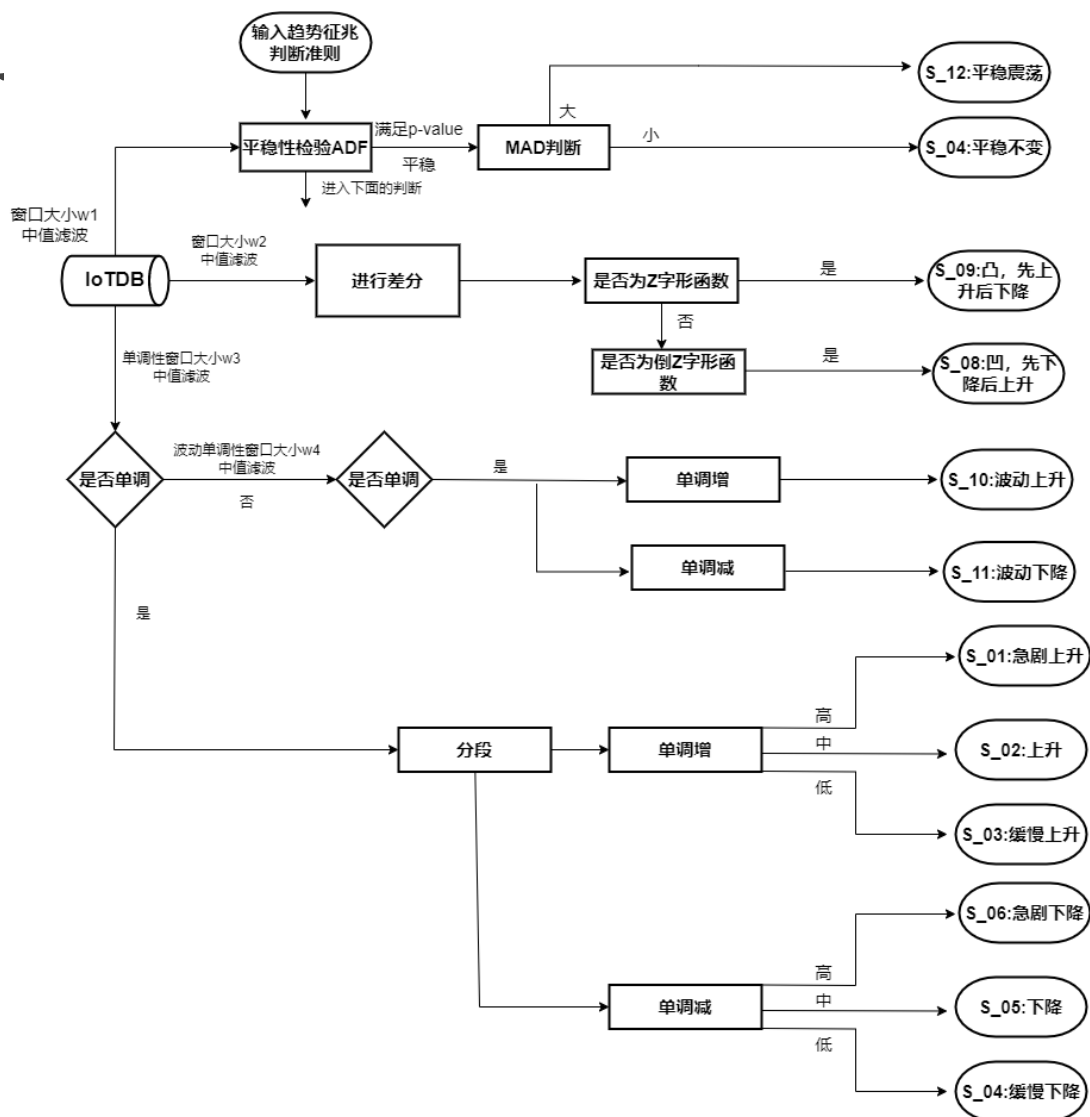 输入趋势征兆
判断准则
S_12:平稳震荡
大
满足p-value
平稳性检验ADF
平稳
MAD判断
小
S_04:平稳不变
进入下面的判断
窗口大小w1
中值滤波
窗口大小w2
中值滤波
IoTDB
进行差分
是否为Z字形函数
是
S_09:凸，先上
升后下降
否
单调性窗口大小w3
中值滤波
是否为倒Z字形函
数
是
S_08:凹，先下
降后上升
是否单调
波动单调性窗口大小w4
中值滤波
否
是否单调
是
单调增
S_10:波动上升
单调减
S_11:波动下降
是
S_01:急剧上升
高
分段
单调增
中
S_02:上升
低
S_03:缓慢上升
S_06:急剧下降
高
单调减
中
S_05:下降
低
S_04:缓慢下降